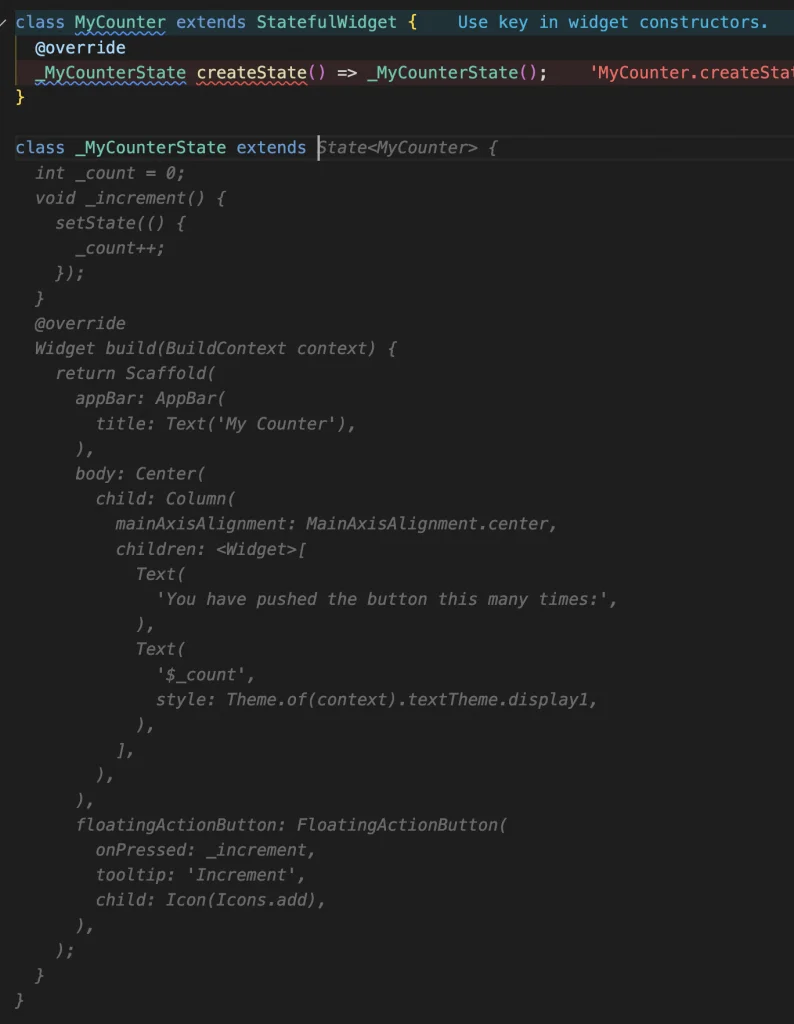 class MyCounter extends StatefulWidget {    Use key in widget constructors.
  @override
  _MyCounterState createState() => _MyCounterState();    'MyCounter.createStat
}

class _MyCounterState extends State<MyCounter> {
  int _count = 0;
  void _increment() {
    setState(() {
      _count++;
    });
  }
  @override
  Widget build(BuildContext context) {
    return Scaffold(
      appBar: AppBar(
        title: Text('My Counter'),
      ),
      body: Center(
        child: Column(
          mainAxisAlignment: MainAxisAlignment.center,
          children: <Widget>[
            Text(
              'You have pushed the button this many times:',
            ),
            Text(
              '$_count',
              style: Theme.of(context).textTheme.display1,
            ),
          ],
        ),
      ),
      floatingActionButton: FloatingActionButton(
        onPressed: _increment,
        tooltip: 'Increment',
        child: Icon(Icons.add),
      ),
    );
  }
}